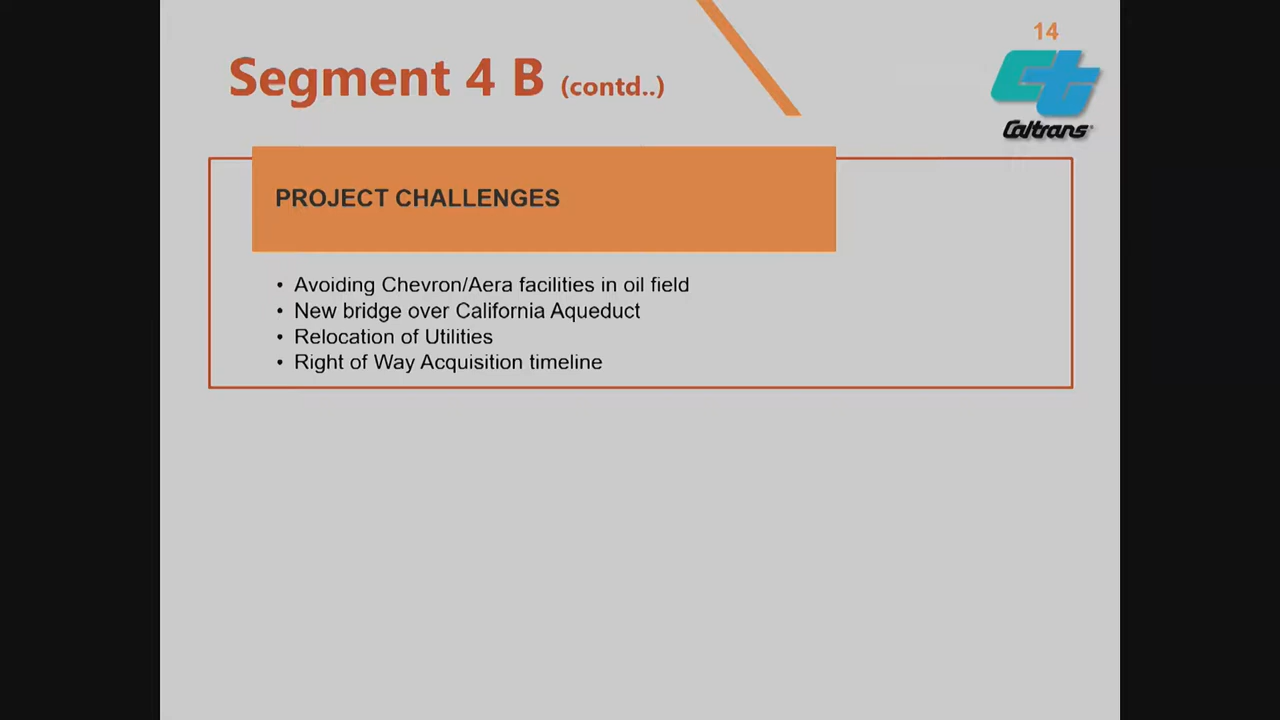 14
Segment 4 B (contd..)
Caltrans
PROJECT CHALLENGES
• Avoiding Chevron/Aera facilities in oil field
• New bridge over California Aqueduct
• Relocation of Utilities
• Right of Way Acquisition timeline